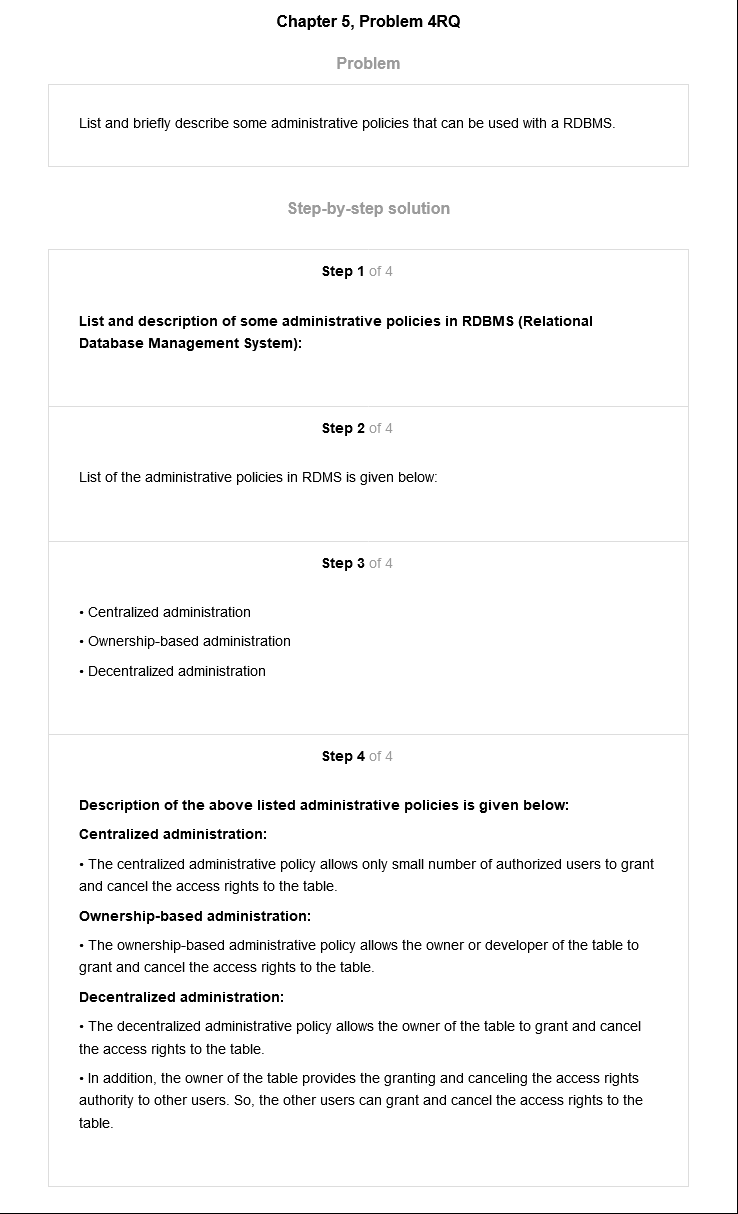 Chapter 5, Problem 4RQ
Problem
List and briefly describe some administrative policies that can be used with a RDBMS.
Step-by-step solution
Step 1 of 4
List and description of some administrative policies in RDBMS (Relational
Database Management System):
Step 2 of 4
List of the administrative policies in RDMS is given below:
Step 3 of 4
• Centralized administration
• Ownership-based administration
• Decentralized administration
Step 4 of 4
Description of the above listed administrative policies is given below:
Centralized administration:
• The centralized administrative policy allows only small number of authorized users to grant
and cancel the access rights to the table.
Ownership-based administration:
• The ownership-based administrative policy allows the owner or developer of the table to
grant and cancel the access rights to the table.
Decentralized administration:
• The decentralized administrative policy allows the owner of the table to grant and cancel
the access rights to the table.
• In addition, the owner of the table provides the granting and canceling the access rights
authority to other users. So, the other users can grant and cancel the access rights to the
table.